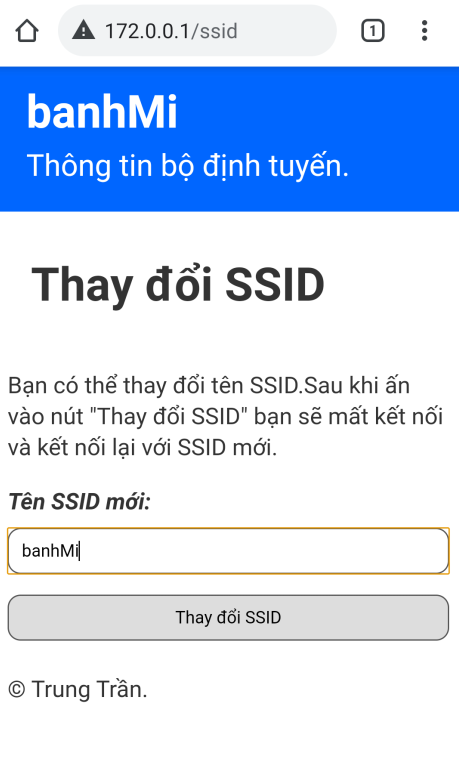 172.0.0.1/ssid
1
banhMi
Thông tin bộ định tuyến.
Thay đổi SSID
Bạn có thể thay đổi tên SSID.Sau khi ấn
vào nút "Thay đổi SSID" bạn sẽ mất kết nối
và kết nối lại với SSID mới.
Tên SSID mới:
banhMi
Thay đổi SSID
© Trung Trần.